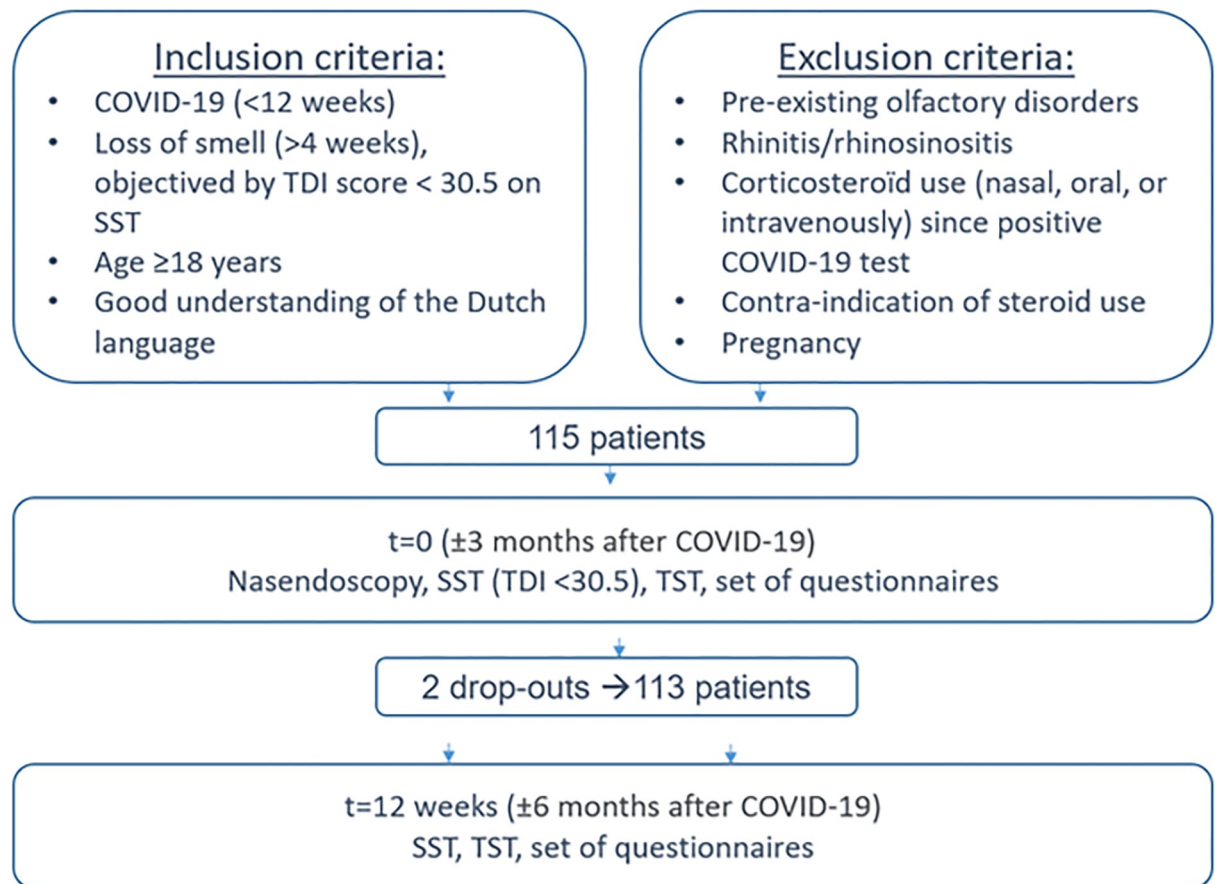 Inclusion criteria:
• COVID-19 (<12 weeks)
• Loss of smell (>4 weeks),
objectived by TDI score < 30.5 on
SST
• Age ≥18 years
• Good understanding of the Dutch
language
Exclusion criteria:
• Pre-existing olfactory disorders
• Rhinitis/rhinosinositis
• Corticosteroïd use (nasal, oral, or
intravenously) since positive
COVID-19 test
• Contra-indication of steroid use
• Pregnancy
115 patients
t=0 (±3 months after COVID-19)
Nasendoscopy, SST (TDI <30.5), TST, set of questionnaires
2 drop-outs →113 patients
t=12 weeks (±6 months after COVID-19)
SST, TST, set of questionnaires